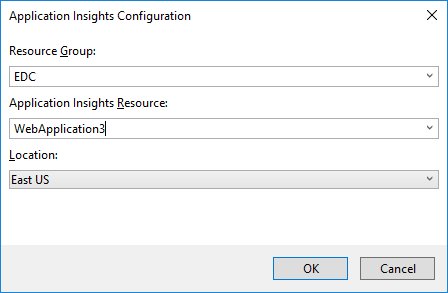 Application Insights Configuration
Resource Group:
EDC
Application Insights Resource:
WebApplication3
Location:
East US
OK Cancel